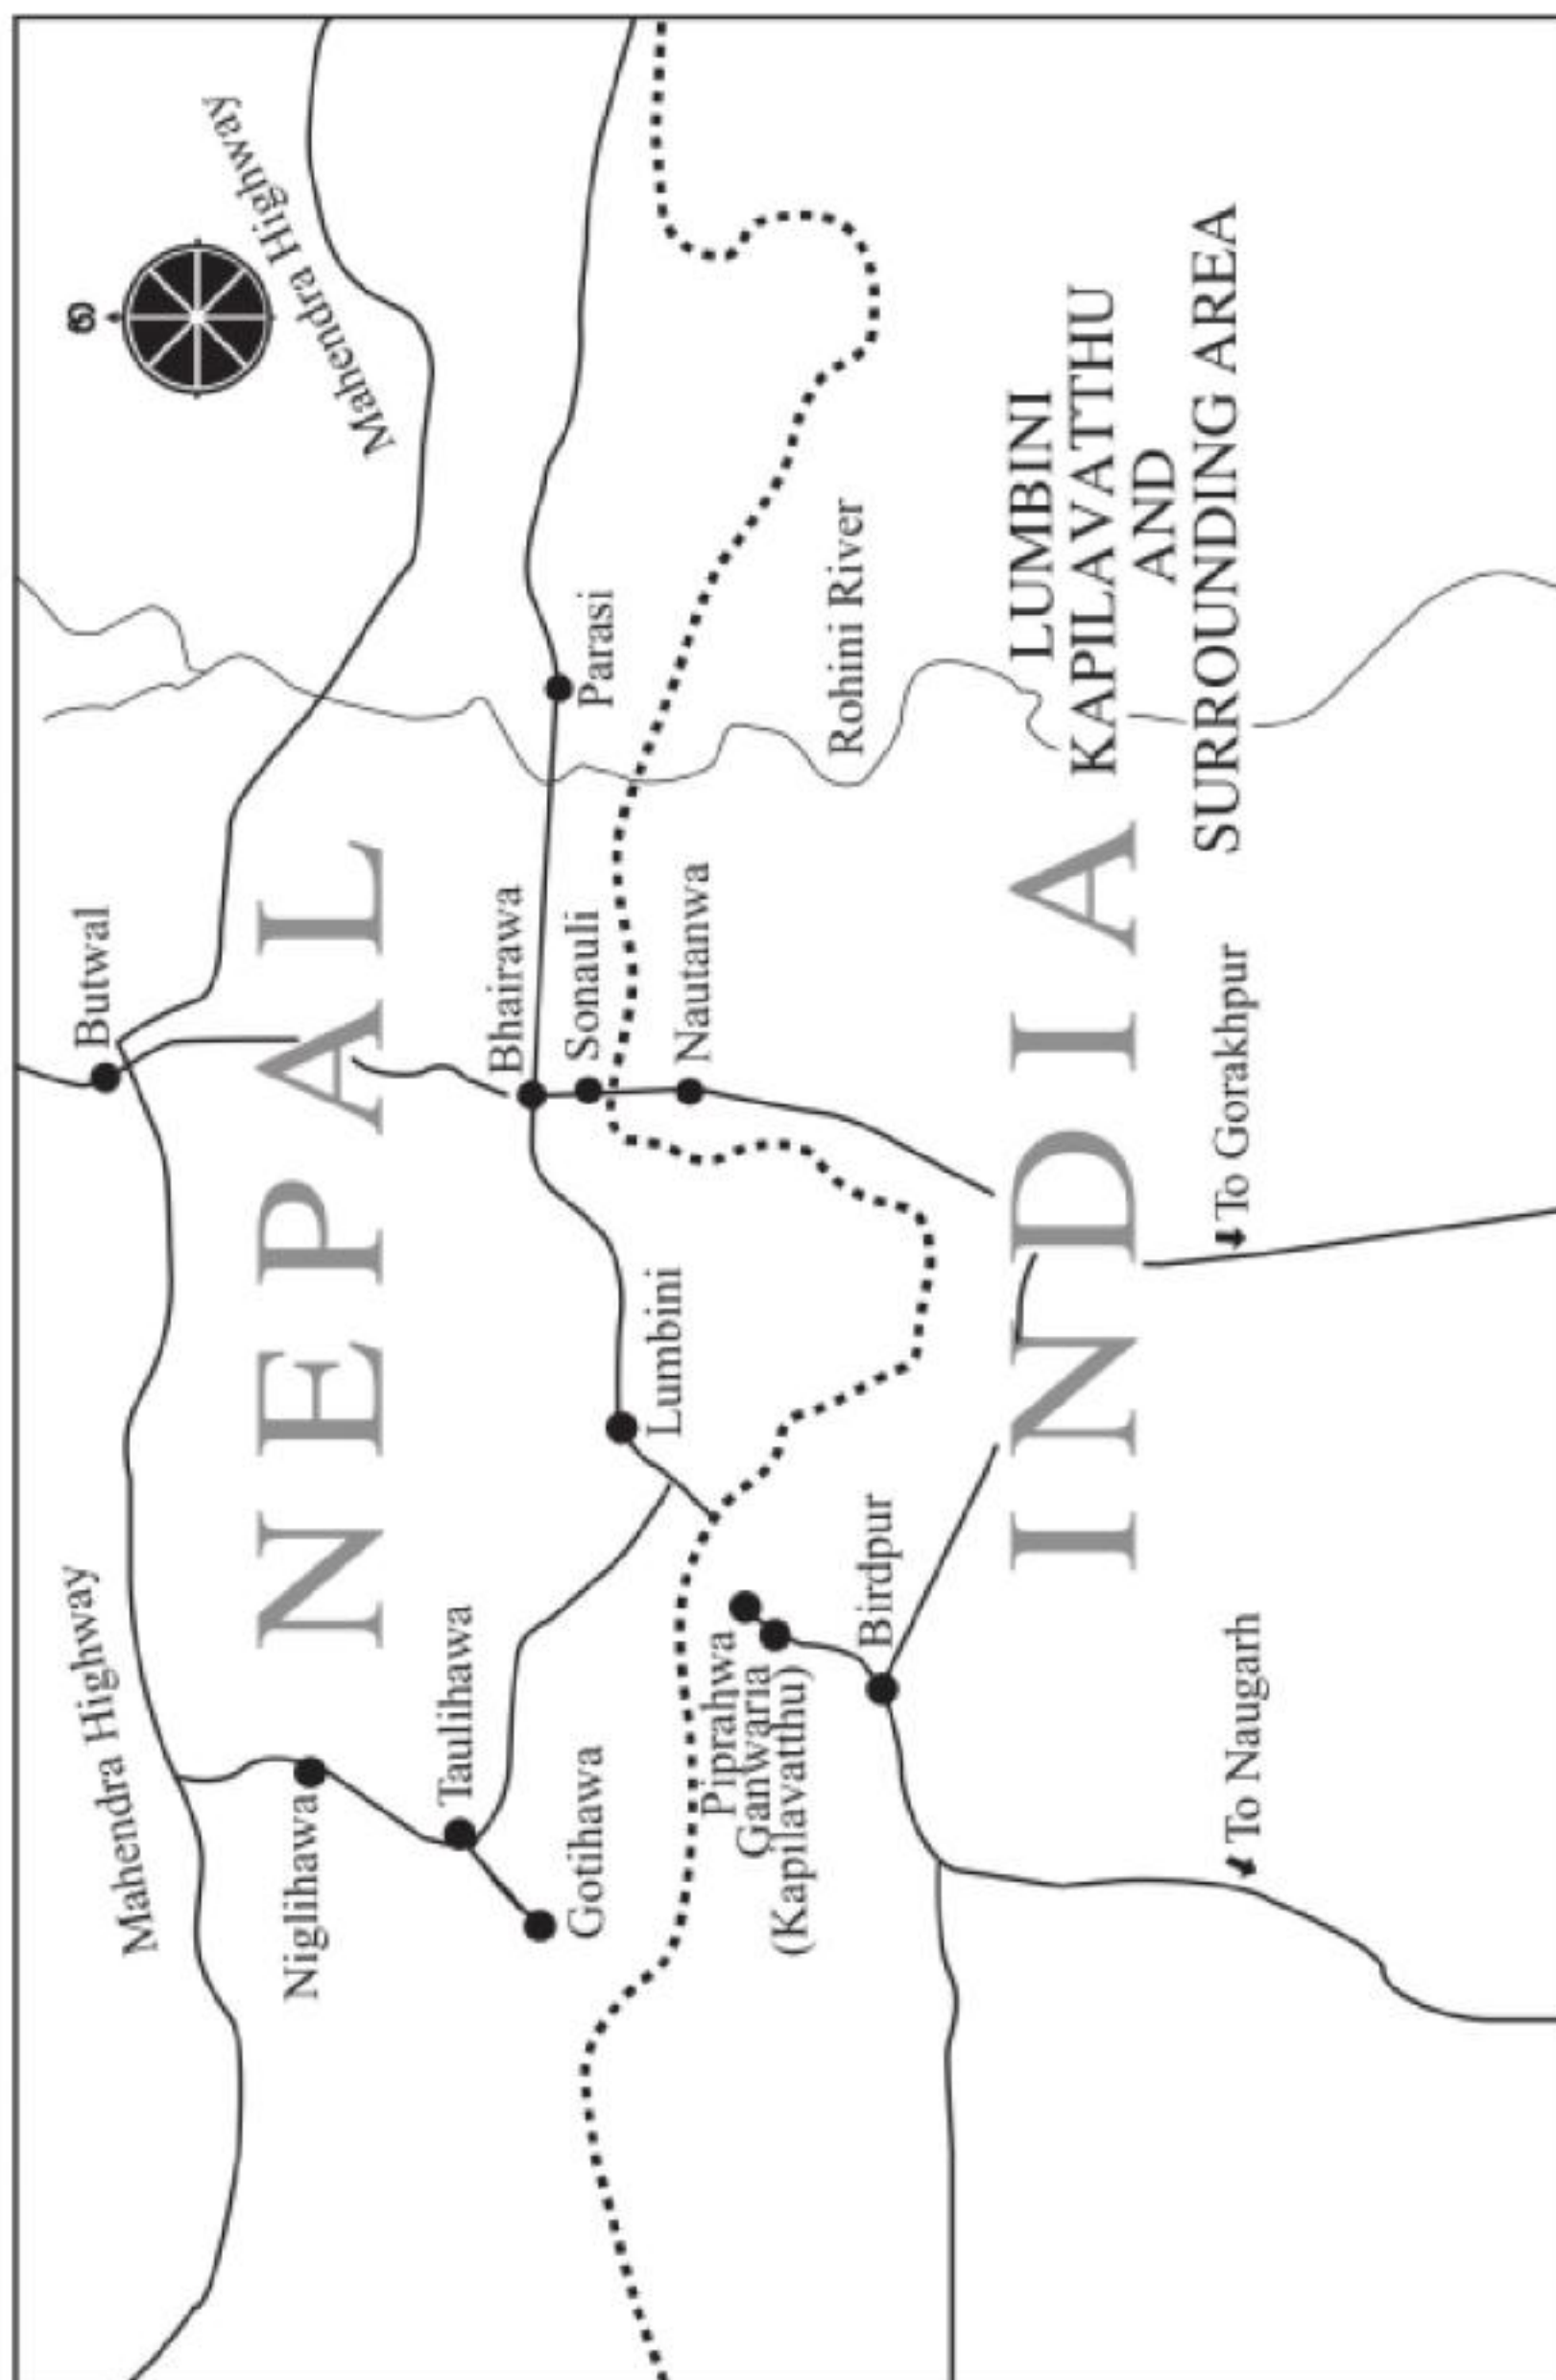 Mahendra Highway
Butwal
Mahendra Highway
NEPAL
Niglihawa
Taulihawa
Bhairawa
Gotihawa
Sonauli
Parasi
Lumbini
Nautanwa
Piprahwa
Ganwaria
(Kapilavatthu)
Birdpur
Rohini River
INDIA
LUMBINI
KAPILAVATTHU
AND
SURROUNDING AREA
To Naugarh
To Gorakhpur